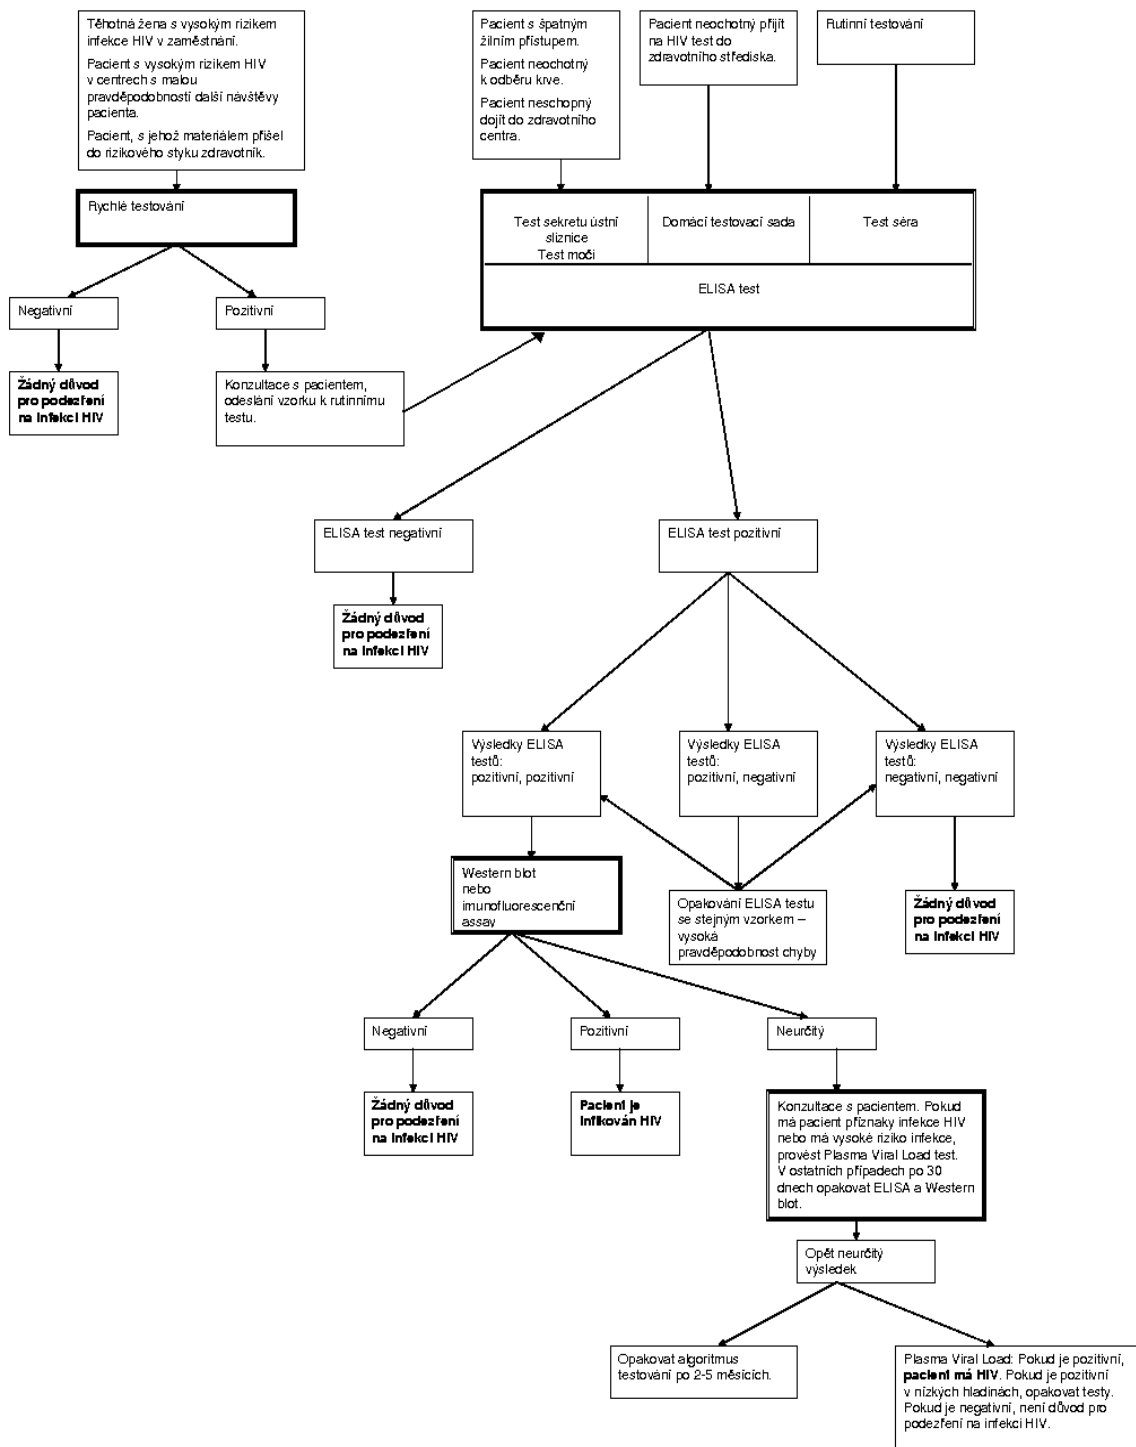 Těhotná žena s vysokým rizikem
infekce HIV v zaměstnání.
Pacient s vysokým rizikem HIV
v centrech s malou
pravděpodobností další návštěvy
pacienta.
Pacient, s jehož materiálem přišel
do rizikového styku zdravotník.
Pacient s špatným
žilním přístupem.
Pacient neochotný
k odběru krve.
Pacient neschopný
dojít do zdravotního
centra.
Pacient neochotný přijít
na HIV test do
zdravotního střediska.
Rutinní testování
Rychlé testování
Test sekretu ústní
sliznice
Test moči
Domácí testovací sada
Test séra
ELISA test
Negativní
Pozitivní
Žádný důvod
pro podezření
na infekci HIV
Konzultace s pacientem,
odeslání vzorku k rutinnímu
testu.
ELISA test negativní
ELISA test pozitivní
Žádný důvod
pro podezření
na infekci HIV
Výsledky ELISA
testů:
pozitivní, pozitivní
Výsledky ELISA
testů:
pozitivní, negativní
Výsledky ELISA
testů:
negativní, negativní
Western blot
nebo
imunofluorescenční
assay
Opakování ELISA testu
se stejným vzorkem –
vysoká
pravděpodobnost chyby
Žádný důvod
pro podezření
na infekci HIV
Negativní
Pozitivní
Neurčitý
Žádný důvod
pro podezření
na infekci HIV
Pacient je
infikován HIV
Konzultace s pacientem. Pokud
má pacient příznaky infekce HIV
nebo má vysoké riziko infekce,
provést Plasma Viral Load test.
V ostatních případech po 30
dnech opakovat ELISA a Western
blot.
Opět neurčitý
výsledek
Opakovat algoritmus
testování po 2-5 měsících.
Plasma Viral Load: Pokud je pozitivní,
pacient má HIV. Pokud je pozitivní
v nízkých hladinách, opakovat testy.
Pokud je negativní, není důvod pro
podezření na infekci HIV.